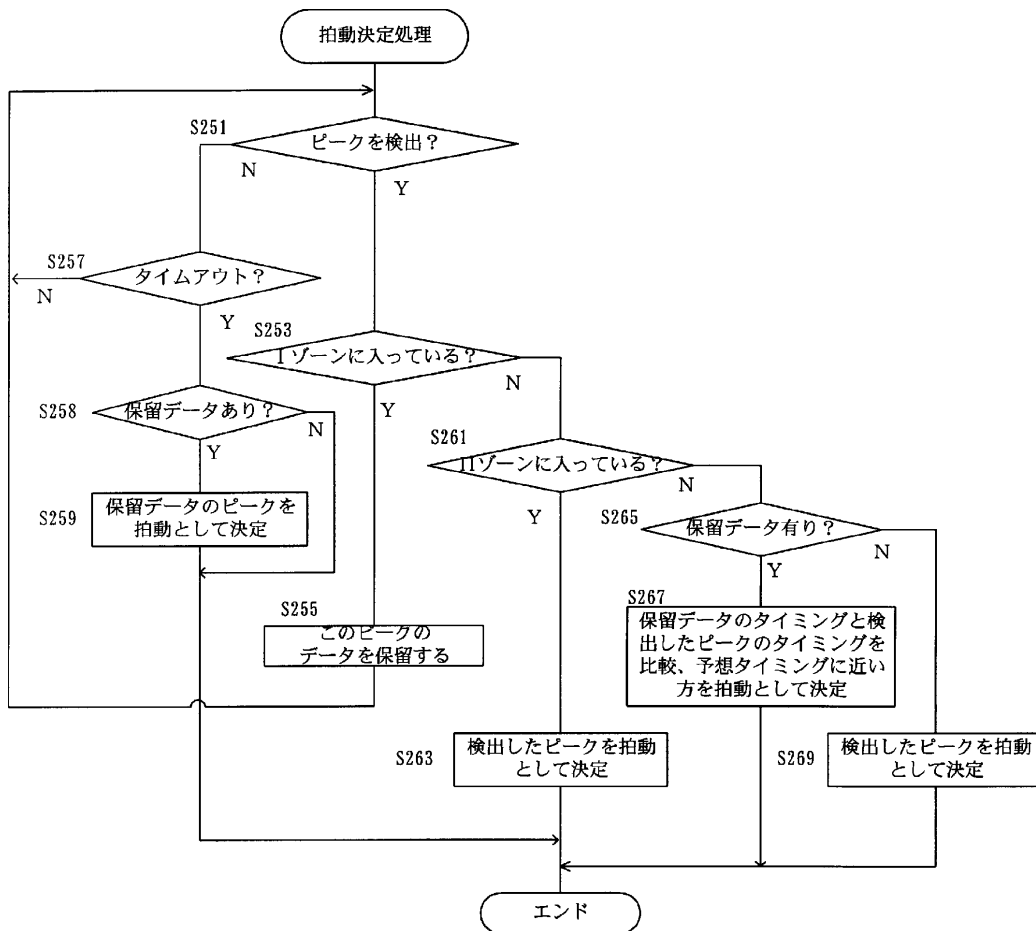 拍動決定処理
S251
ピークを検出？
N
Y
S257
タイムアウト？
N
Y
S253
Iゾーンに入っている？
N
Y
S258
保留データあり？
N
Y
S261
IIゾーンに入っている？
N
Y
S259
保留データのピークを
拍動として決定
S265
保留データ有り？
N
Y
S255
このピークの
データを保留する
S267
保留データのタイミングと検
出したピークのタイミングを
比較、予想タイミングに近い
方を拍動として決定
S263
検出したピークを拍動
として決定
S269
検出したピークを拍動
として決定
エンド